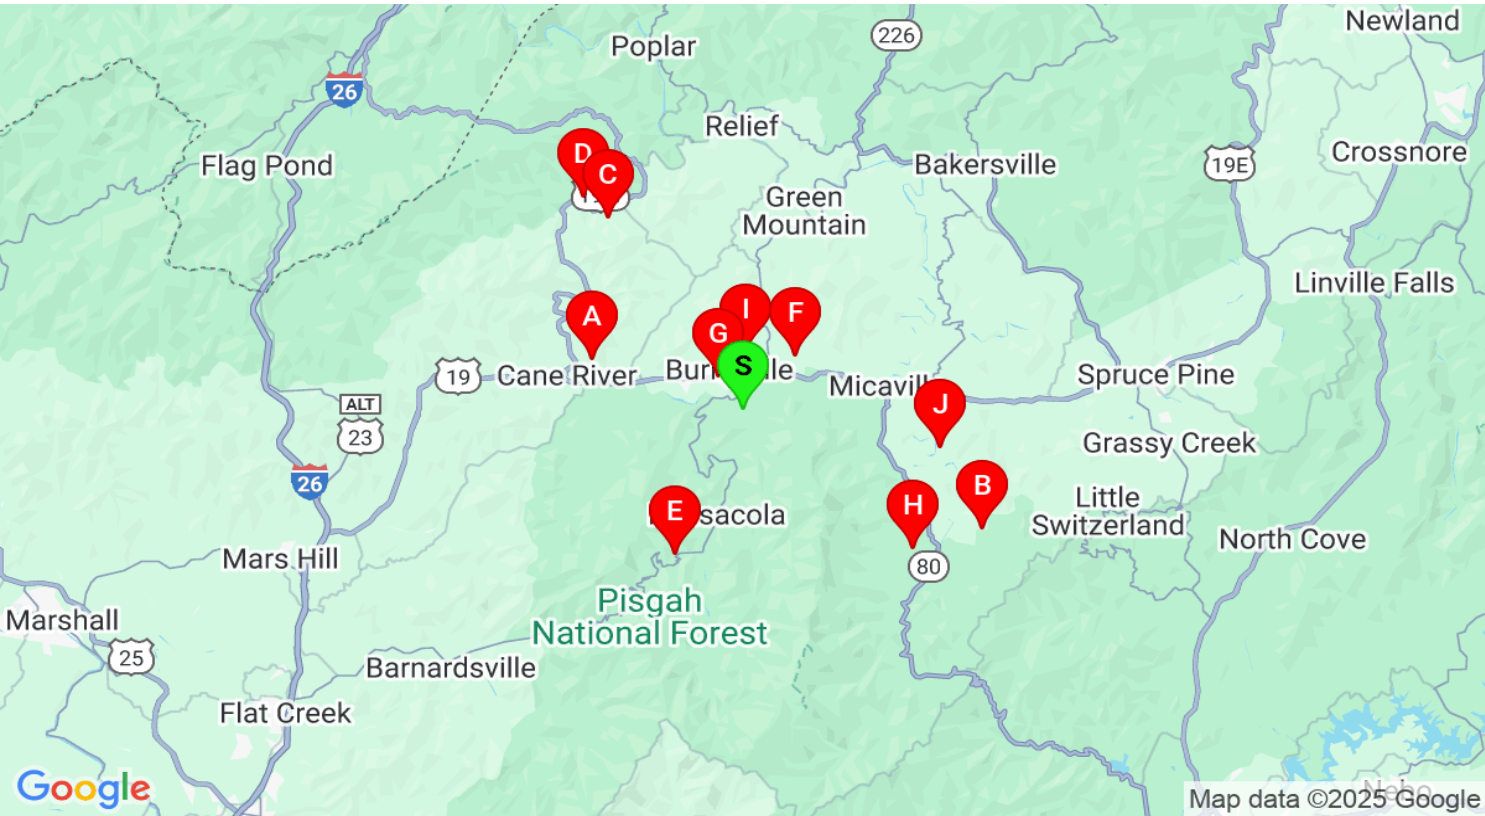 Newland
226
Poplar
26
Relief
Crossnore
D
Flag Pond
19E
Bakersville
C
Green
Mountain
Linville Falls
I
F
A
G
S
19
Cane River
Spruce Pine
ALT
J
23
Grassy Creek
26
B
Little
Switzerland
H
E
North Cove
Mars Hill
80
Pisgah
National Forest
Marshall
25
Barnardsville
Flat Creek
Google
Nebo
Map data ©2025 Google